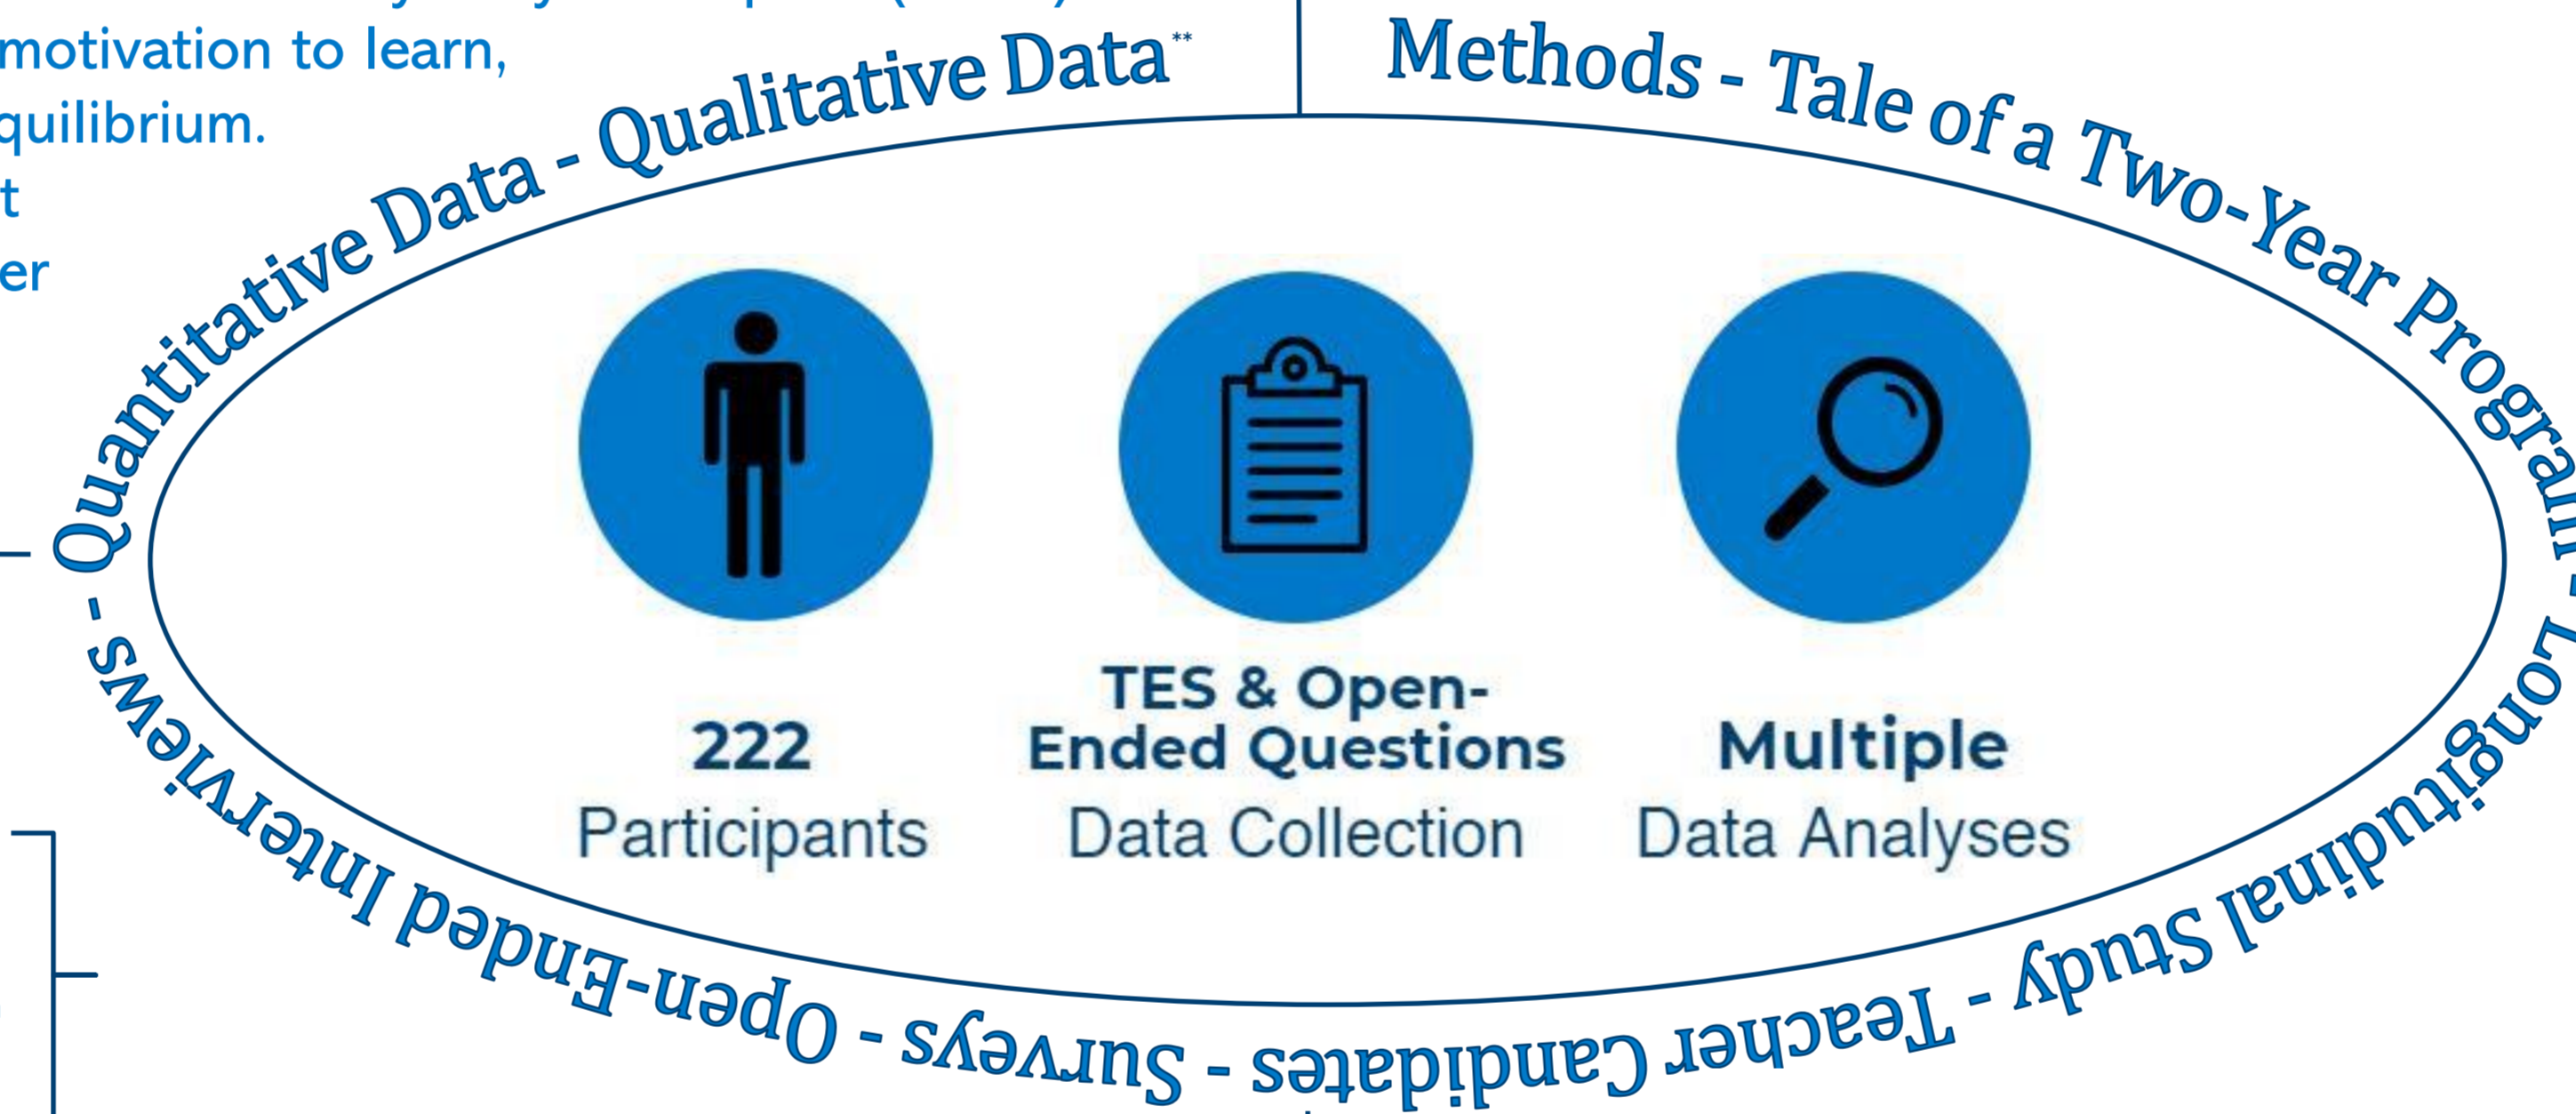 motivation to learn,
quilibrium.
t
er
Methods - Tale of a Two-Year Program - Longitudinal Study - Teacher Candidates - Surveys - Open-Ended Interviews - Quantitative Data - Qualitative Data**
222
Participants
TES & Open-
Ended Questions
Data Collection
Multiple
Data Analyses